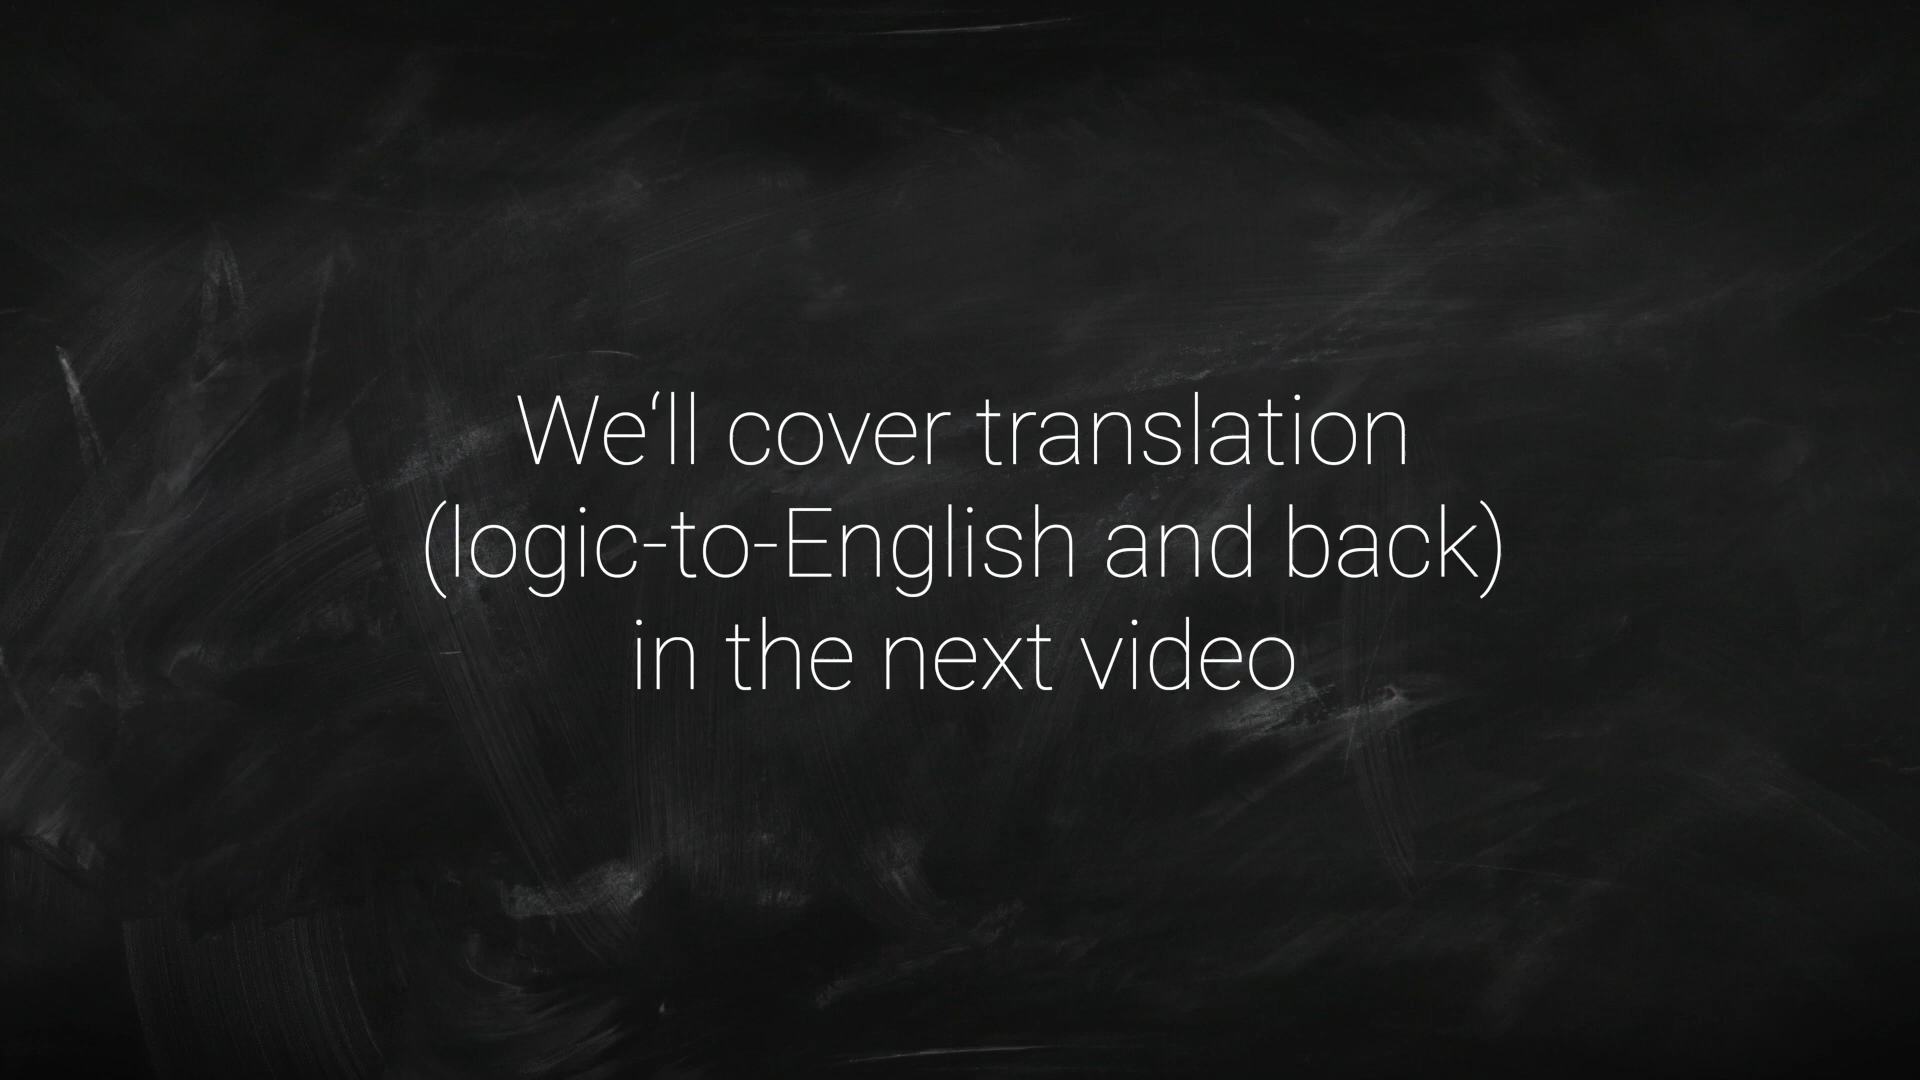 We‘ll cover translation
(logic-to-English and back)
in the next video